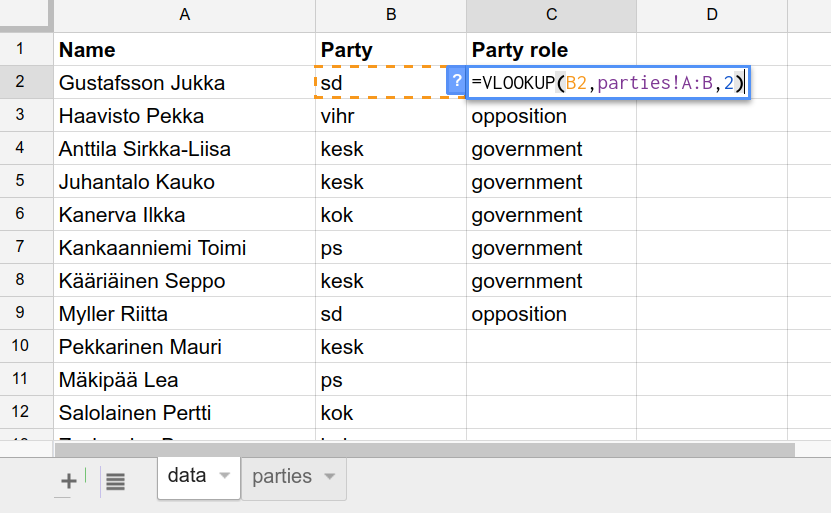 A B C D
1 Name Party Party role
2 Gustafsson Jukka sd ? =VLOOKUP(B2,parties!A:B,2)
3 Haavisto Pekka vihr opposition
4 Anttila Sirkka-Liisa kesk government
5 Juhantalo Kauko kesk government
6 Kanerva Ilkka kok government
7 Kankaanniemi Toimi ps government
8 Kääriäinen Seppo kesk government
9 Myller Riitta sd opposition
10 Pekkarinen Mauri kesk
11 Mäkipää Lea ps
12 Salolainen Pertti kok
+ data parties